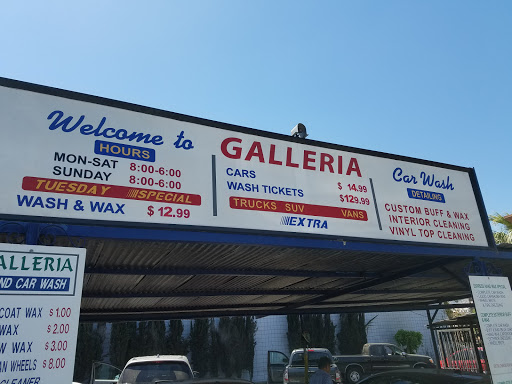 Welcome to
HOURS
MON-SAT 8:00-6:00
SUNDAY 8:00-6:00
TUESDAY SPECIAL
WASH & WAX $ 12.99
GALLERIA
CARS $ 14.99
WASH TICKETS $129.99
TRUCKS SUV VANS
EXTRA
Car Wash
DETAILING
CUSTOM BUFF & WAX
INTERIOR CLEANING
VINYL TOP CLEANING
ALLERIA
ND CAR WASH
COAT WAX $ 1.00
WAX $ 2.00
WAX $ 3.00
WHEELS $ 8.00
CLEANER